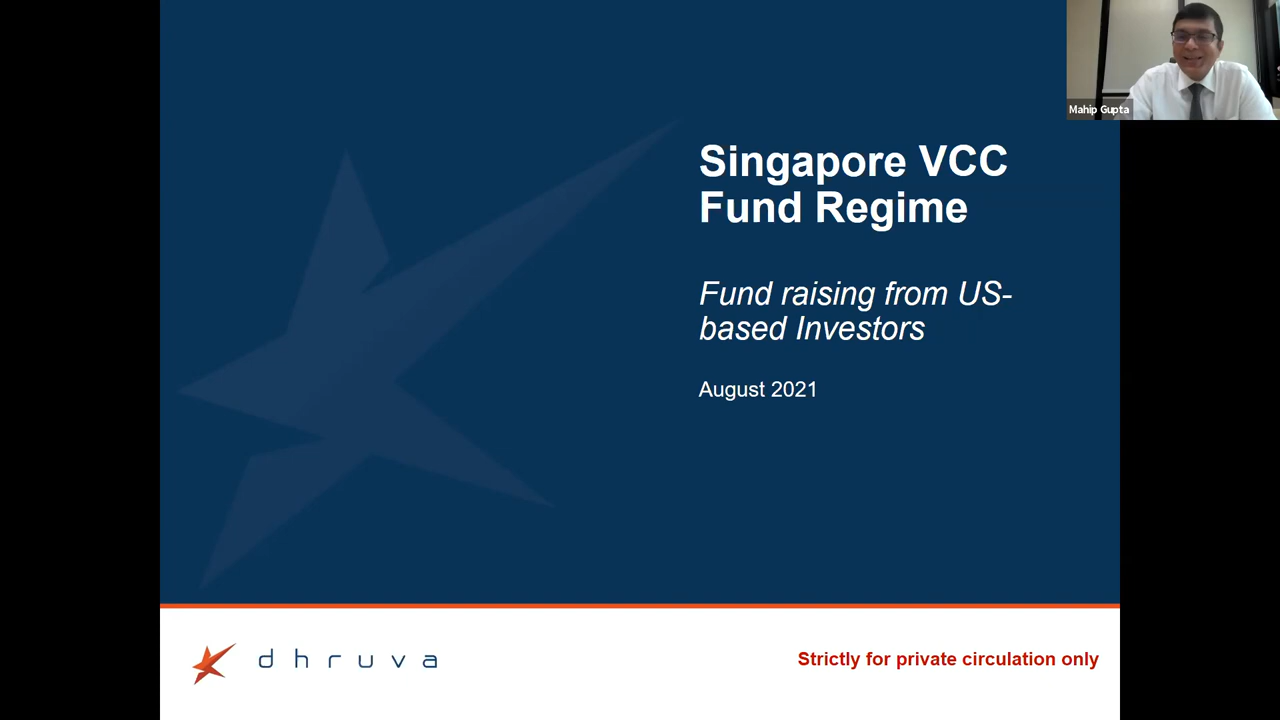 Singapore VCC
Fund Regime
Fund raising from US-
based Investors
August 2021
Mahip Gupta
dhruva
Strictly for private circulation only